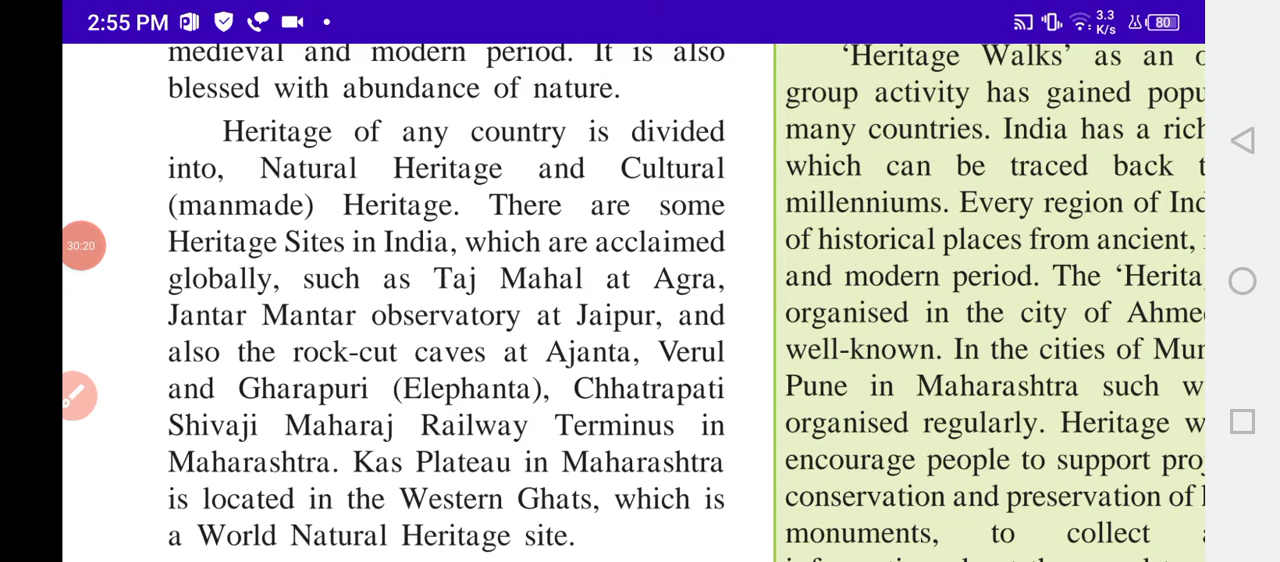 2:55 PM
3.3
K/s
80
30:20
medieval and modern period. It is also
blessed with abundance of nature.
Heritage of any country is divided
into, Natural Heritage and Cultural
(manmade) Heritage. There are some
Heritage Sites in India, which are acclaimed
globally, such as Taj Mahal at Agra,
Jantar Mantar observatory at Jaipur, and
also the rock-cut caves at Ajanta, Verul
and Gharapuri (Elephanta), Chhatrapati
Shivaji Maharaj Railway Terminus in
Maharashtra. Kas Plateau in Maharashtra
is located in the Western Ghats, which is
a World Natural Heritage site.
‘Heritage Walks’ as an
group activity has gained
many countries. India has a rich
which can be traced back
millenniums. Every region of
of historical places from ancient,
and modern period. The
organised in the city of
well-known. In the cities of
Pune in Maharashtra such
organised regularly. Heritage
encourage people to support
conservation and preservation of
monuments, to collect